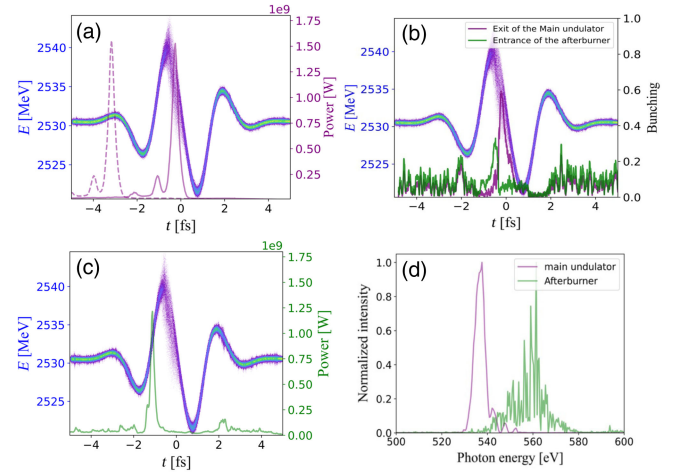 (a)
1e9
2540
2535
2530
2525
E [MeV]
1.75
1.50
1.25
1.00
0.75
0.50
0.25
Power [W]
−4
−2
0
2
4
t [fs]
(b)
Exit of the Main undulator
Entrance of the afterburner
2540
2535
2530
2525
E [MeV]
1.0
0.8
0.6
0.4
0.2
0.0
Bunching
−4
−2
0
2
4
t [fs]
(c)
1e9
2540
2535
2530
2525
E [MeV]
1.75
1.50
1.25
1.00
0.75
0.50
0.25
0.00
Power [W]
−4
−2
0
2
4
t [fs]
(d)
main undulator
Afterburner
1.0
0.8
0.6
0.4
0.2
0.0
Normalized intensity
500
520
540
560
580
600
Photon energy [eV]